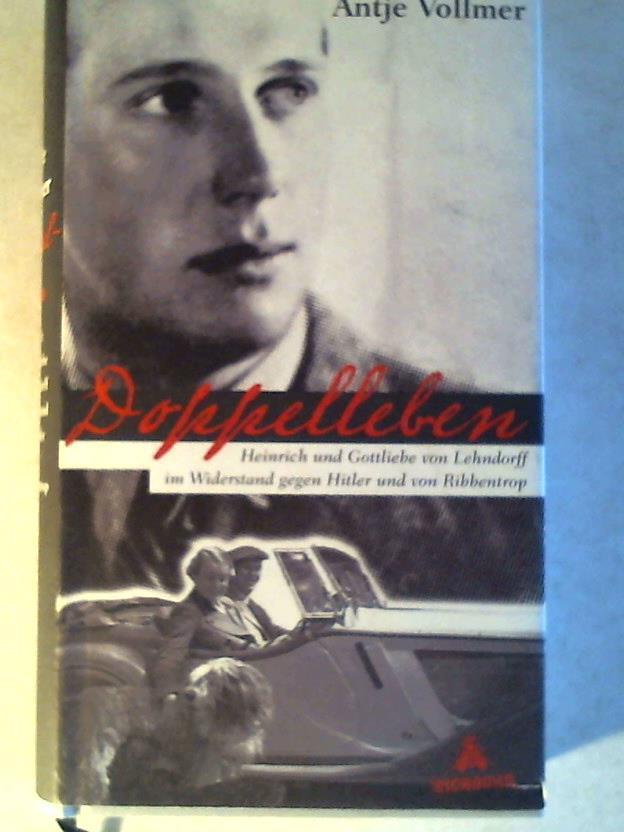 Antje Vollmer
Doppelleben
Heinrich und Gottliebe von Lehndorff
im Widerstand gegen Hitler und von Ribbentrop